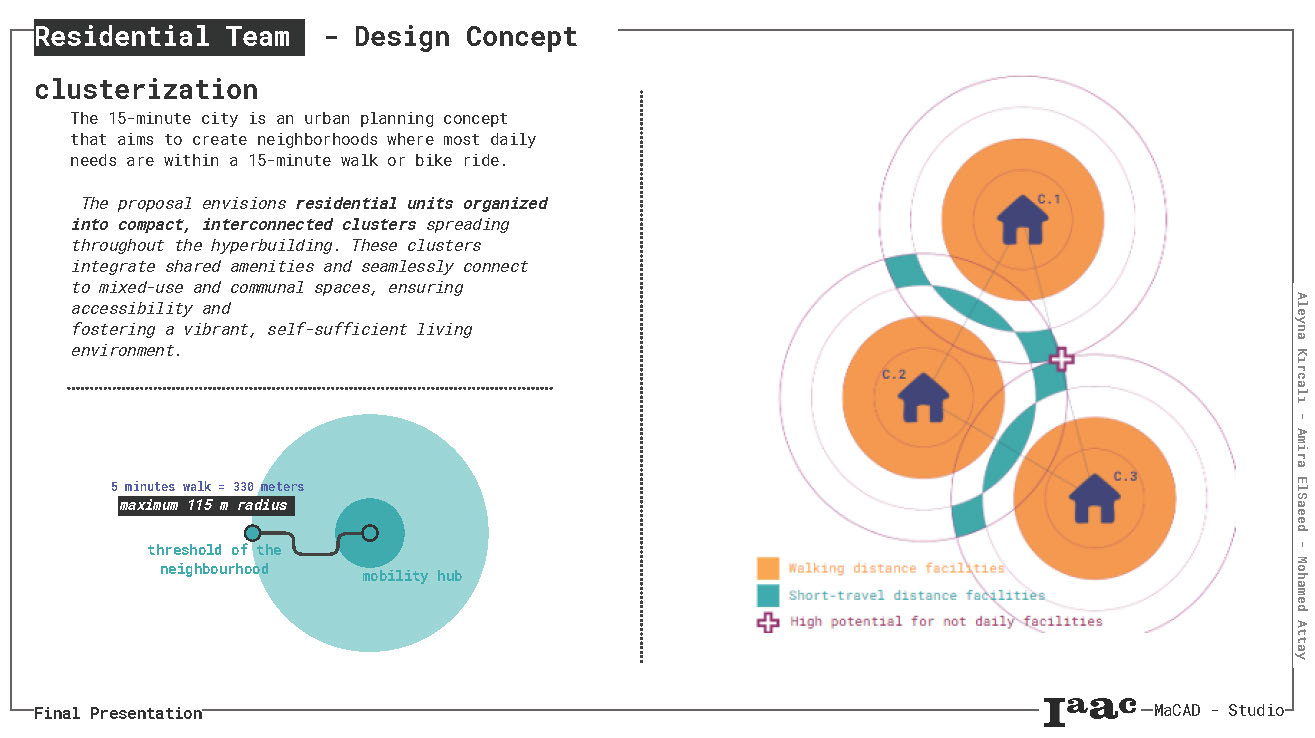 Residential Team - Design Concept
clusterization
The 15-minute city is an urban planning concept
that aims to create neighborhoods where most daily
needs are within a 15-minute walk or bike ride.
The proposal envisions residential units organized
into compact, interconnected clusters spreading
throughout the hyperbuilding. These clusters
integrate shared amenities and seamlessly connect
to mixed-use and communal spaces, ensuring
accessibility and
fostering a vibrant, self-sufficient living
environment.
5 minutes walk = 330 meters
maximum 115 m radius
threshold of the
neighbourhood
mobility hub
C.1
C.2
C.3
Walking distance facilities
Short-travel distance facilities
High potential for not daily facilities
Aleyna Kırcalı - Amira ElSaeed - Mohamed Attay
Final Presentation
Iaac
MaCAD - Studio